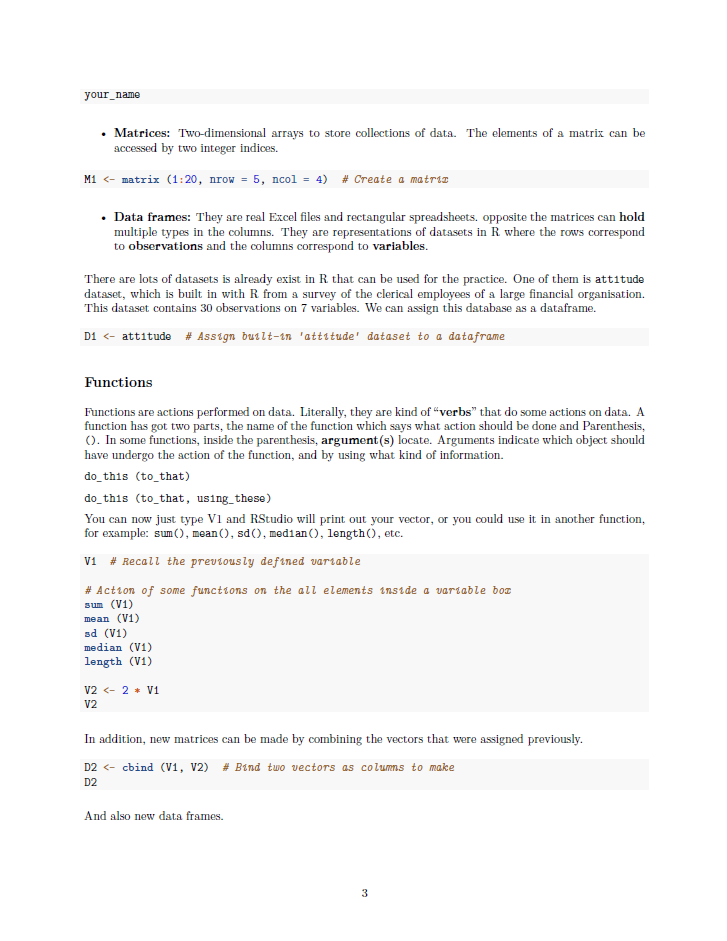 your_name
• Matrices: Two-dimensional arrays to store collections of data. The elements of a matrix can be
accessed by two integer indices.
M1 <- matrix (1:20, nrow = 5, ncol = 4)  # Create a matrix
• Data frames: They are real Excel files and rectangular spreadsheets. opposite the matrices can hold
multiple types in the columns. They are representations of datasets in R where the rows correspond
to observations and the columns correspond to variables.
There are lots of datasets is already exist in R that can be used for the practice. One of them is attitude
dataset, which is built in with R from a survey of the clerical employees of a large financial organisation.
This dataset contains 30 observations on 7 variables. We can assign this database as a dataframe.
D1 <- attitude  # Assign built-in 'attitude' dataset to a dataframe
Functions
Functions are actions performed on data. Literally, they are kind of “verbs” that do some actions on data. A
function has got two parts, the name of the function which says what action should be done and Parenthesis,
(). In some functions, inside the parenthesis, argument(s) locate. Arguments indicate which object should
have undergo the action of the function, and by using what kind of information.
do_this (to_that)
do_this (to_that, using_these)
You can now just type V1 and RStudio will print out your vector, or you could use it in another function,
for example: sum(), mean(), sd(), median(), length(), etc.
V1  # Recall the previously defined variable
# Action of some functions on the all elements inside a variable box
sum (V1)
mean (V1)
sd (V1)
median (V1)
length (V1)
V2 <- 2 * V1
V2
In addition, new matrices can be made by combining the vectors that were assigned previously.
D2 <- cbind (V1, V2)  # Bind two vectors as columns to make
D2
And also new data frames.
3